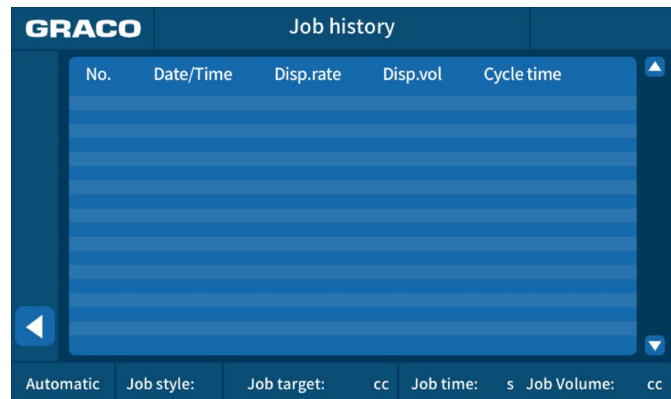 GRACO Job history
No. Date/Time Disp.rate Disp.vol Cycle time
Automatic Job style: Job target: cc Job time: s Job Volume: cc